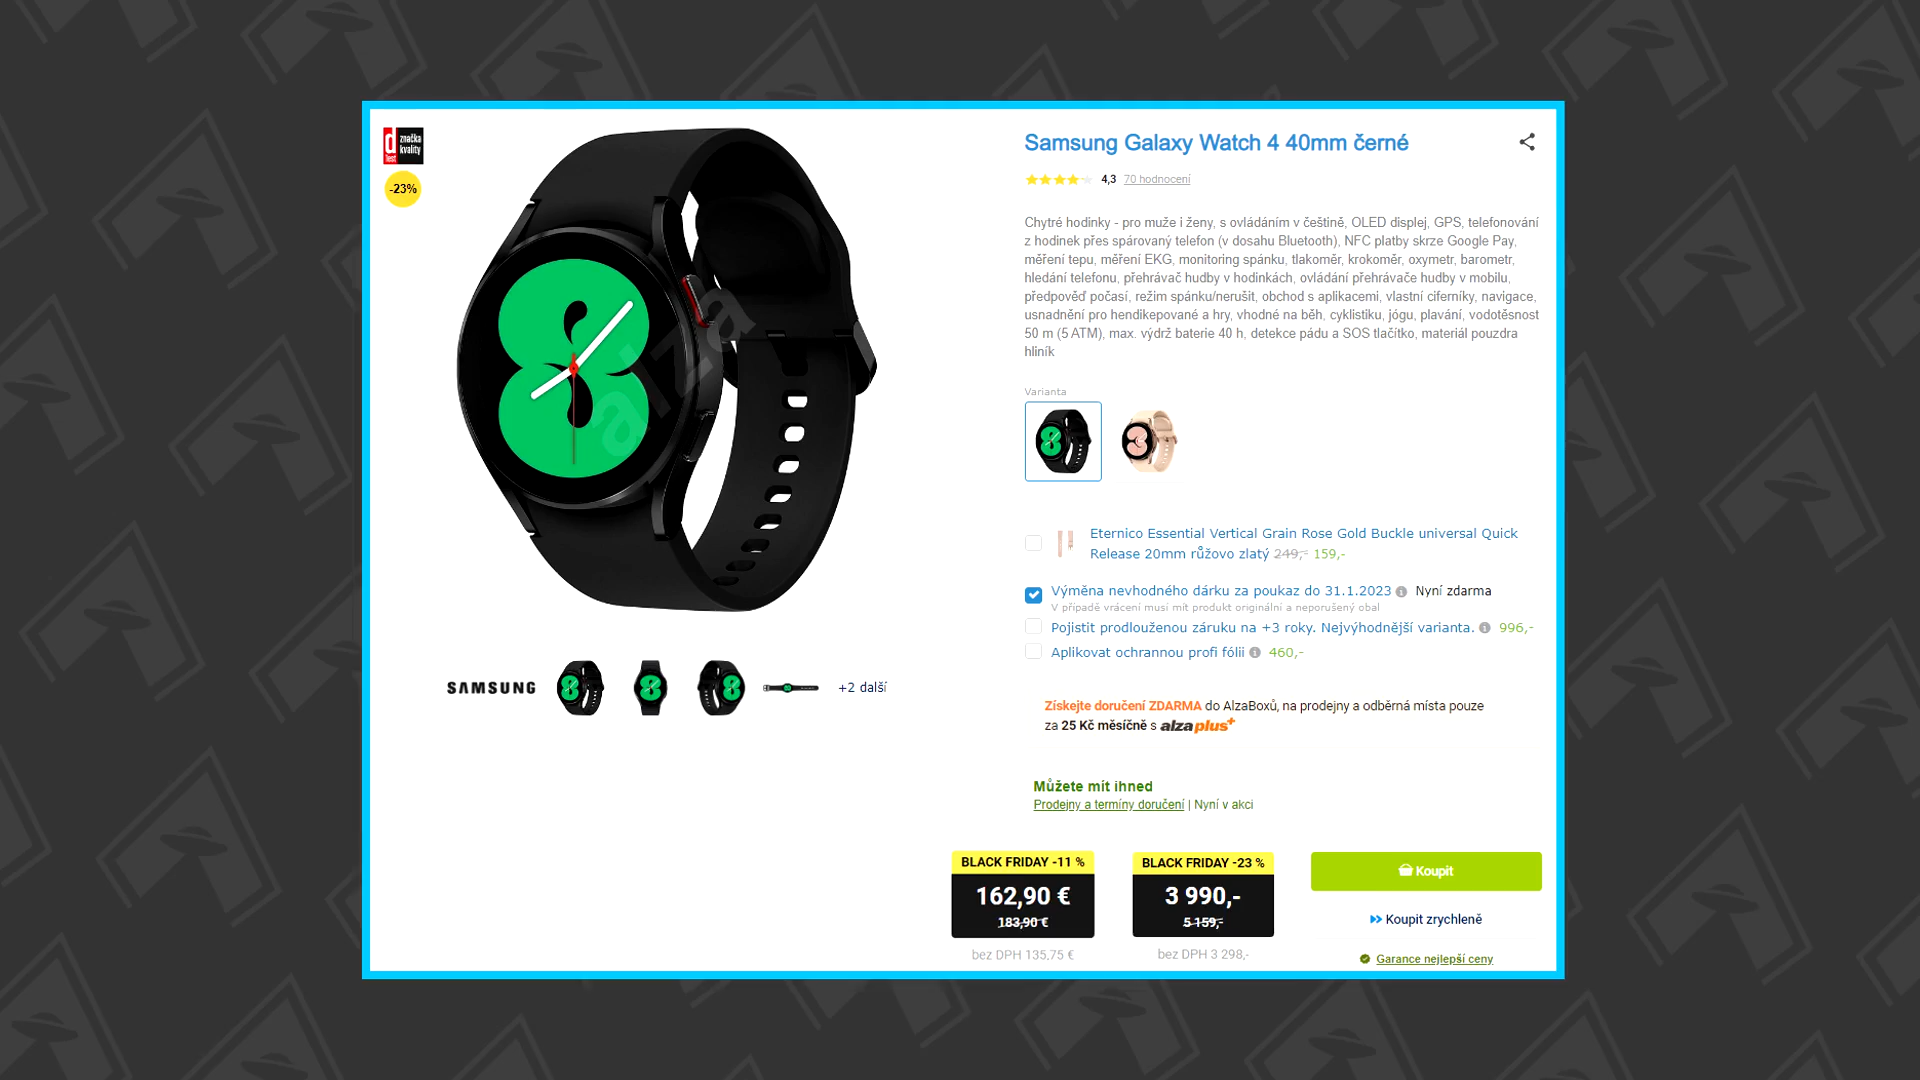 dtest
značka
kvality
-23%
alza
Samsung Galaxy Watch 4 40mm černé
4,3 70 hodnocení
Chytré hodinky - pro muže i ženy, s ovládáním v češtině, OLED displej, GPS, telefonování
z hodinek přes spárovaný telefon (v dosahu Bluetooth), NFC platby skrze Google Pay,
měření tepu, měření EKG, monitoring spánku, tlakoměr, krokoměr, oxymetr, barometr,
hledání telefonu, přehrávač hudby v hodinkách, ovládání přehrávače hudby v mobilu,
předpověď počasí, režim spánku/nerušit, obchod s aplikacemi, vlastní ciferníky, navigace,
usnadnění pro hendikepované a hry, vhodné na běh, cyklistiku, jógu, plavání, vodotěsnost
50 m (5 ATM), max. výdrž baterie 40 h, detekce pádu a SOS tlačítko, materiál pouzdra
hliník
Varianta
Eternico Essential Vertical Grain Rose Gold Buckle universal Quick
Release 20mm růžovo zlatý 249,- 159,-
Výměna nevhodného dárku za poukaz do 31.1.2023 Nyní zdarma
V případě vrácení musí mít produkt originální a neporušený obal
Pojistit prodlouženou záruku na +3 roky. Nejvýhodnější varianta. 996,-
Aplikovat ochrannou profi fólii 460,-
SAMSUNG
+2 další
Získejte doručení ZDARMA do AlzaBoxů, na prodejny a odběrná místa pouze
za 25 Kč měsíčně s alzaplus+
Můžete mít ihned
Prodejny a termíny doručení | Nyní v akci
BLACK FRIDAY -11 %
162,90 €
183,90 €
bez DPH 135,75 €
BLACK FRIDAY -23 %
3 990,-
5 159,-
bez DPH 3 298,-
Koupit
Koupit zrychleně
Garance nejlepší ceny